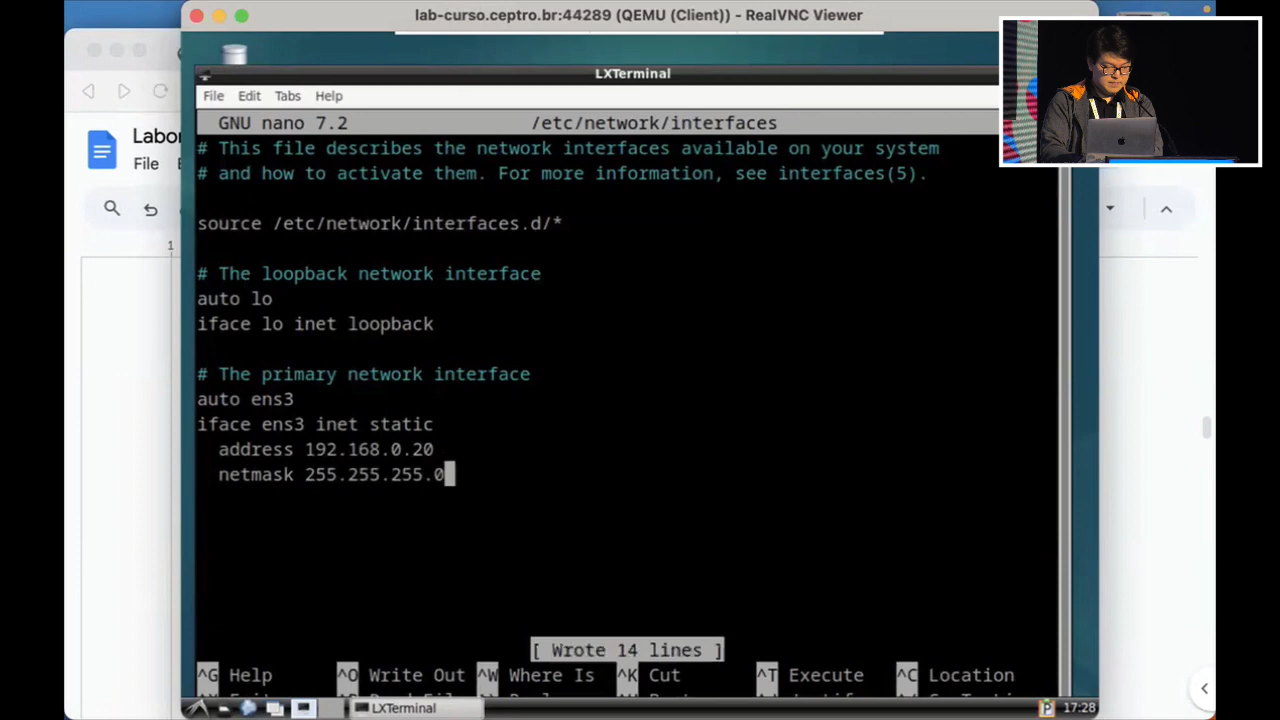 lab-curso.ceptro.br:44289 (QEMU (Client)) - RealVNC Viewer
LXTerminal
File Edit Tabs Help
GNU nano 7.2 /etc/network/interfaces
# This file describes the network interfaces available on your system
# and how to activate them. For more information, see interfaces(5).
source /etc/network/interfaces.d/*
# The loopback network interface
auto lo
iface lo inet loopback
# The primary network interface
auto ens3
iface ens3 inet static
address 192.168.0.20
netmask 255.255.255.0
[ Wrote 14 lines ]
^G Help ^O Write Out ^W Where Is ^K Cut ^T Execute ^C Location
LXTerminal 17:28
Labor
File
1